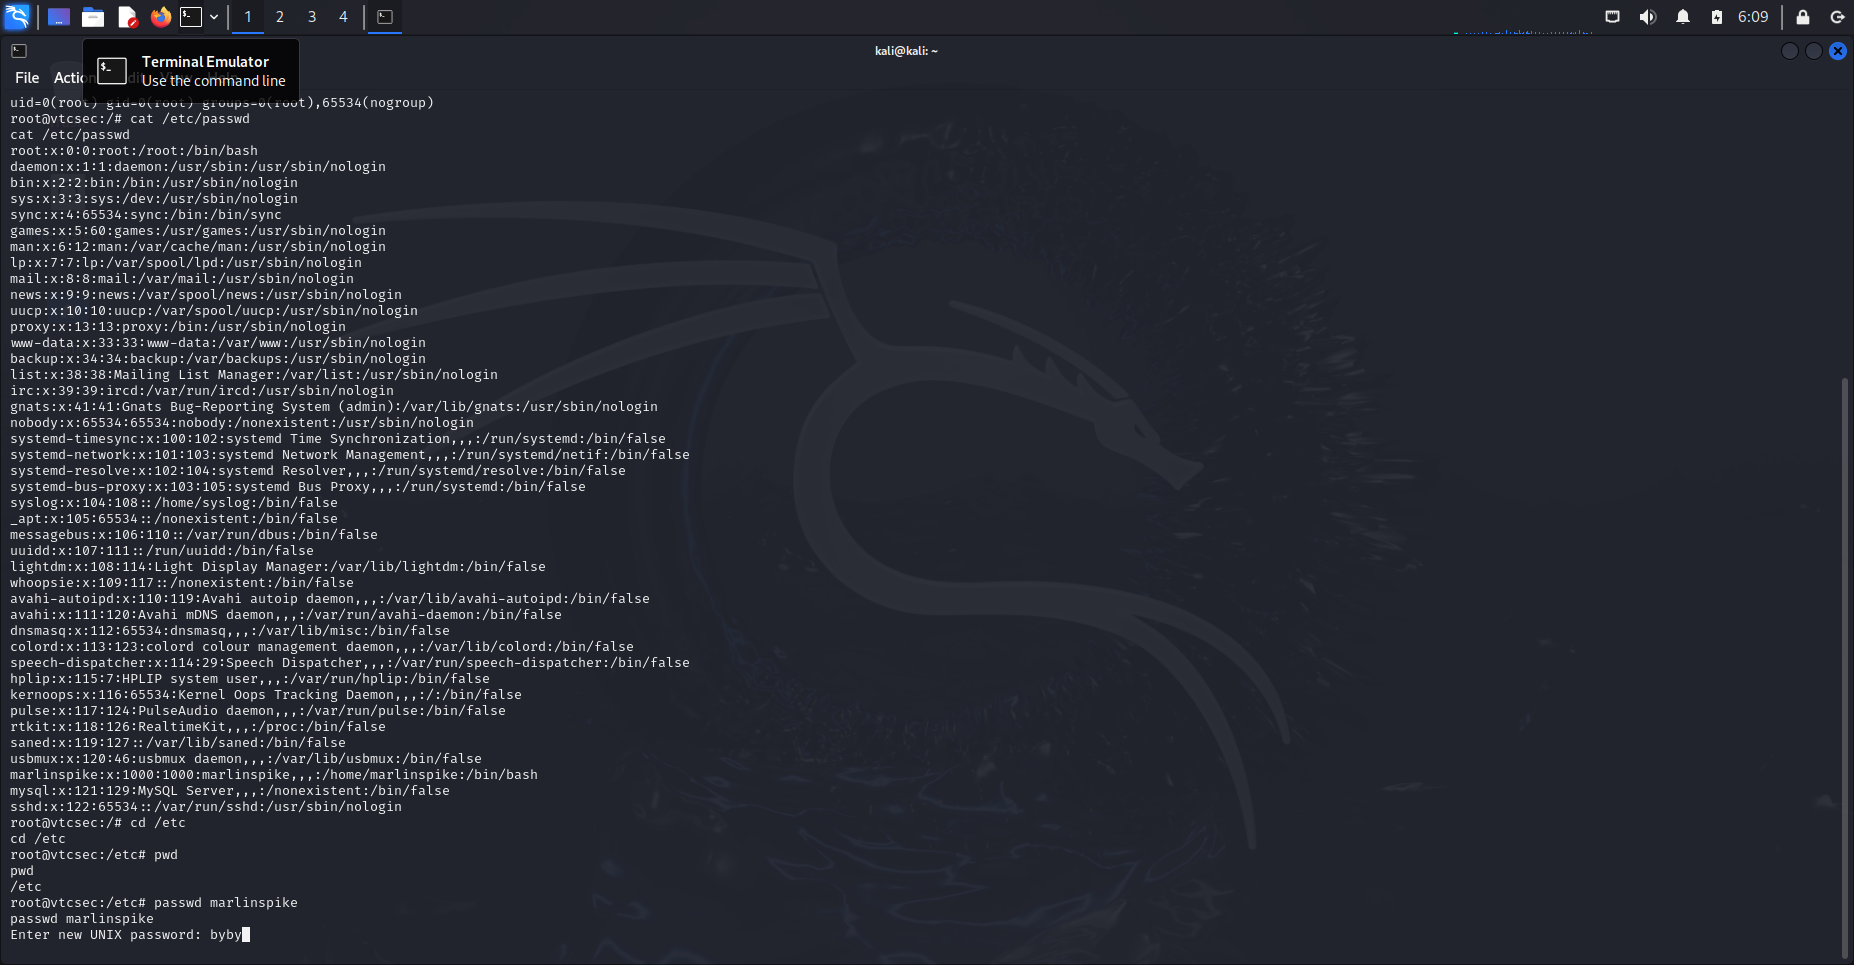 1 2 3 4 6:09
kali@kali: ~
Terminal Emulator
Use the command line
File Action
uid=0(root) gid=0(root) groups=0(root),65534(nogroup)
root@vtcsec:/# cat /etc/passwd
cat /etc/passwd
root:x:0:0:root:/root:/bin/bash
daemon:x:1:1:daemon:/usr/sbin:/usr/sbin/nologin
bin:x:2:2:bin:/bin:/usr/sbin/nologin
sys:x:3:3:sys:/dev:/usr/sbin/nologin
sync:x:4:65534:sync:/bin:/bin/sync
games:x:5:60:games:/usr/games:/usr/sbin/nologin
man:x:6:12:man:/var/cache/man:/usr/sbin/nologin
lp:x:7:7:lp:/var/spool/lpd:/usr/sbin/nologin
mail:x:8:8:mail:/var/mail:/usr/sbin/nologin
news:x:9:9:news:/var/spool/news:/usr/sbin/nologin
uucp:x:10:10:uucp:/var/spool/uucp:/usr/sbin/nologin
proxy:x:13:13:proxy:/bin:/usr/sbin/nologin
www-data:x:33:33:www-data:/var/www:/usr/sbin/nologin
backup:x:34:34:backup:/var/backups:/usr/sbin/nologin
list:x:38:38:Mailing List Manager:/var/list:/usr/sbin/nologin
irc:x:39:39:ircd:/var/run/ircd:/usr/sbin/nologin
gnats:x:41:41:Gnats Bug-Reporting System (admin):/var/lib/gnats:/usr/sbin/nologin
nobody:x:65534:65534:nobody:/nonexistent:/usr/sbin/nologin
systemd-timesync:x:100:102:systemd Time Synchronization,,,:/run/systemd:/bin/false
systemd-network:x:101:103:systemd Network Management,,,:/run/systemd/netif:/bin/false
systemd-resolve:x:102:104:systemd Resolver,,,:/run/systemd/resolve:/bin/false
systemd-bus-proxy:x:103:105:systemd Bus Proxy,,,:/run/systemd:/bin/false
syslog:x:104:108::/home/syslog:/bin/false
_apt:x:105:65534::/nonexistent:/bin/false
messagebus:x:106:110::/var/run/dbus:/bin/false
uuidd:x:107:111::/run/uuidd:/bin/false
lightdm:x:108:114:Light Display Manager:/var/lib/lightdm:/bin/false
whoopsie:x:109:117::/nonexistent:/bin/false
avahi-autoipd:x:110:119:Avahi autoip daemon,,,:/var/lib/avahi-autoipd:/bin/false
avahi:x:111:120:Avahi mDNS daemon,,,:/var/run/avahi-daemon:/bin/false
dnsmasq:x:112:65534:dnsmasq,,,:/var/lib/misc:/bin/false
colord:x:113:123:colord colour management daemon,,,:/var/lib/colord:/bin/false
speech-dispatcher:x:114:29:Speech Dispatcher,,,:/var/run/speech-dispatcher:/bin/false
hplip:x:115:7:HPLIP system user,,,:/var/run/hplip:/bin/false
kernoops:x:116:65534:Kernel Oops Tracking Daemon,,,:/:/bin/false
pulse:x:117:124:PulseAudio daemon,,,:/var/run/pulse:/bin/false
rtkit:x:118:126:RealtimeKit,,,:/proc:/bin/false
saned:x:119:127::/var/lib/saned:/bin/false
usbmux:x:120:46:usbmux daemon,,,:/var/lib/usbmux:/bin/false
marlinspike:x:1000:1000:marlinspike,,,:/home/marlinspike:/bin/bash
mysql:x:121:129:MySQL Server,,,:/nonexistent:/bin/false
sshd:x:122:65534::/var/run/sshd:/usr/sbin/nologin
root@vtcsec:/# cd /etc
cd /etc
root@vtcsec:/etc# pwd
pwd
/etc
root@vtcsec:/etc# passwd marlinspike
passwd marlinspike
Enter new UNIX password: byby